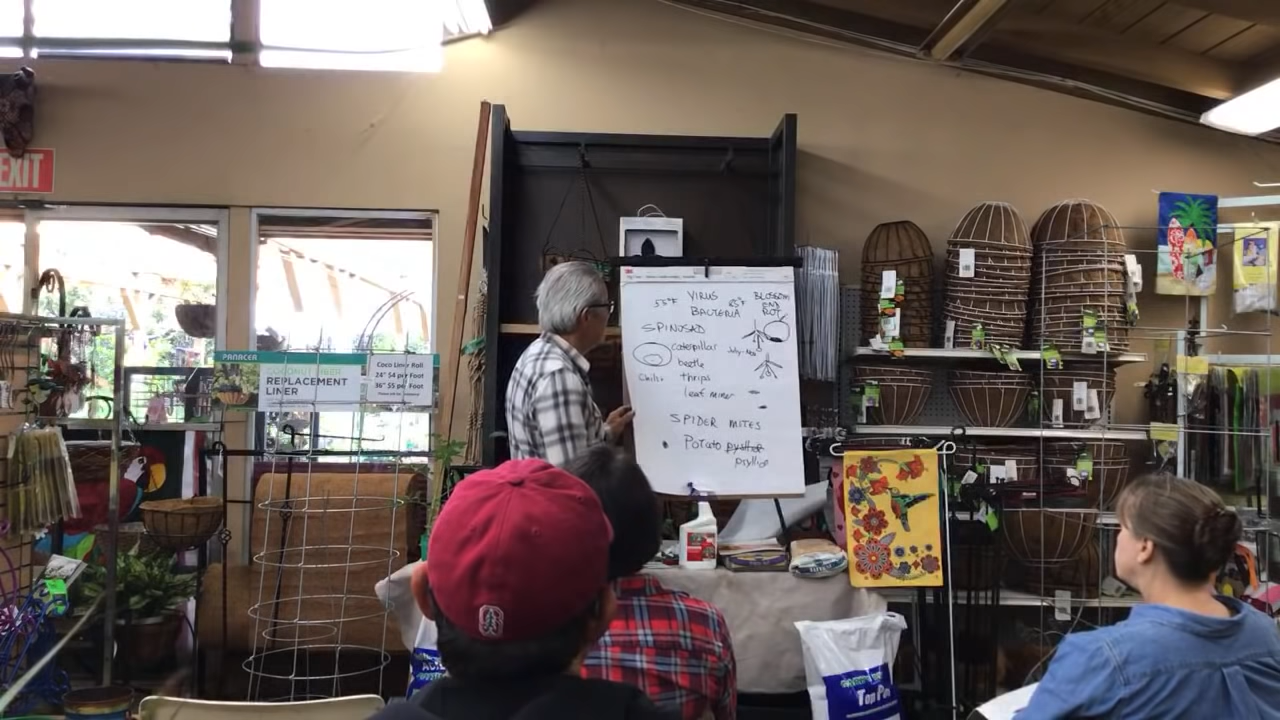 EXIT
PANACEA
COCONUT FIBER
REPLACEMENT
LINER
Coco Liner Roll
24" $4 per Foot
36" $5 per Foot
3M
55°F VIRUS 85°F BLOSSOM
BACTERIA END
ROT
SPINOSAD
caterpillar
July-Nov
beetle
Chili
thrips
leaf miner
SPIDER MITES
POTATO
psyllid
Top Pot